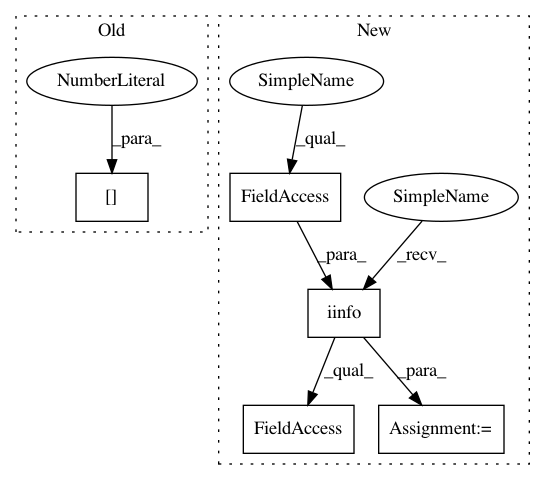 Old
New
NumberLiteral
SimpleName
_para_
_qual_
[]
FieldAccess
SimpleName
_para_
_recv_
iinfo
_qual_
_para_
FieldAccess
Assignment:=